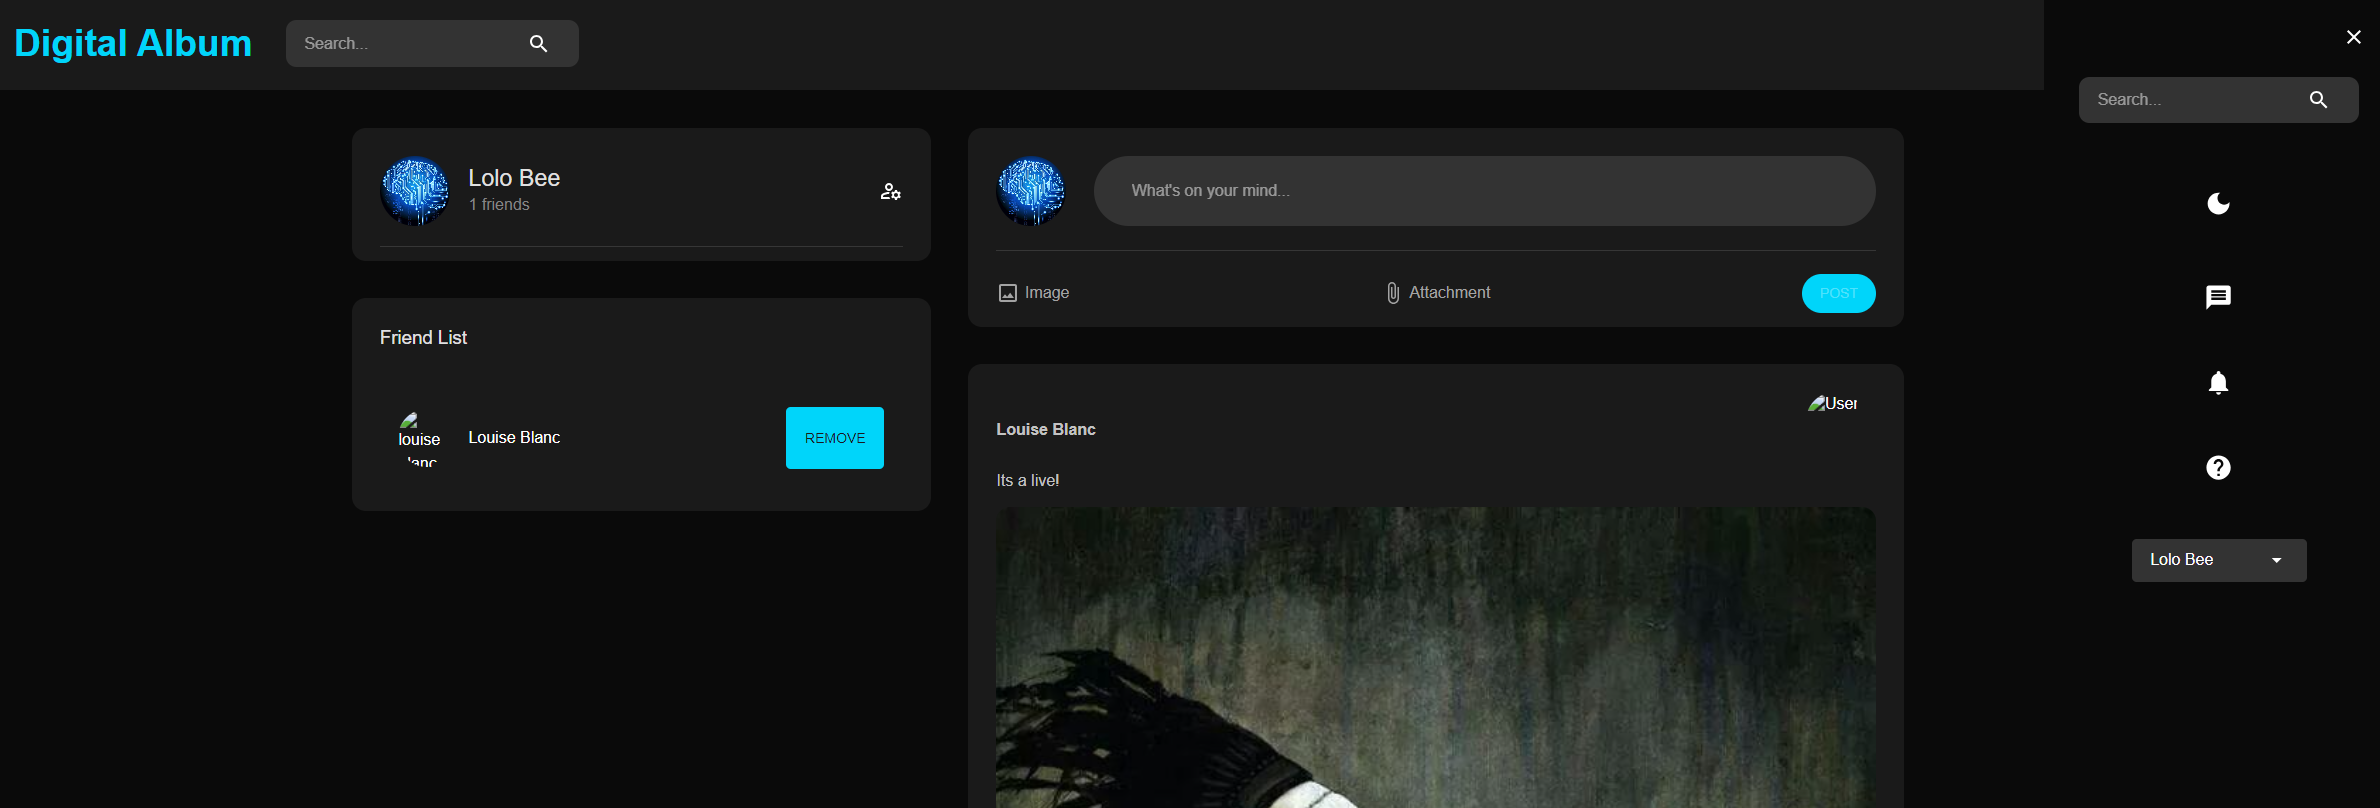 Digital Album
Search...
Search...
Lolo Bee
1 friends
What's on your mind...
Image
Attachment
POST
Friend List
louise
Louise Blanc
REMOVE
User
Louise Blanc
Its a live!
Lolo Bee